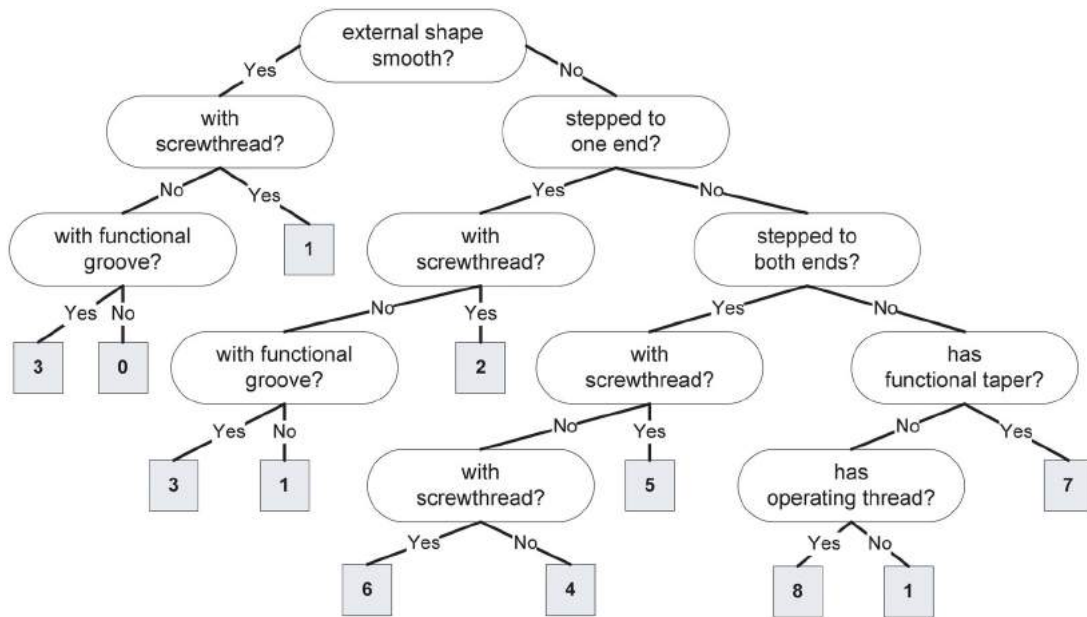 external shape
smooth?
Yes
No
with
screwthread?
stepped to
one end?
No
Yes
Yes
No
with functional
groove?
1
with
screwthread?
stepped to
both ends?
Yes
No
No
Yes
Yes
No
3
0
with functional
groove?
2
with
screwthread?
has
functional taper?
Yes
No
No
Yes
No
Yes
3
1
with
screwthread?
5
has
operating thread?
7
Yes
No
Yes
No
6
4
8
1